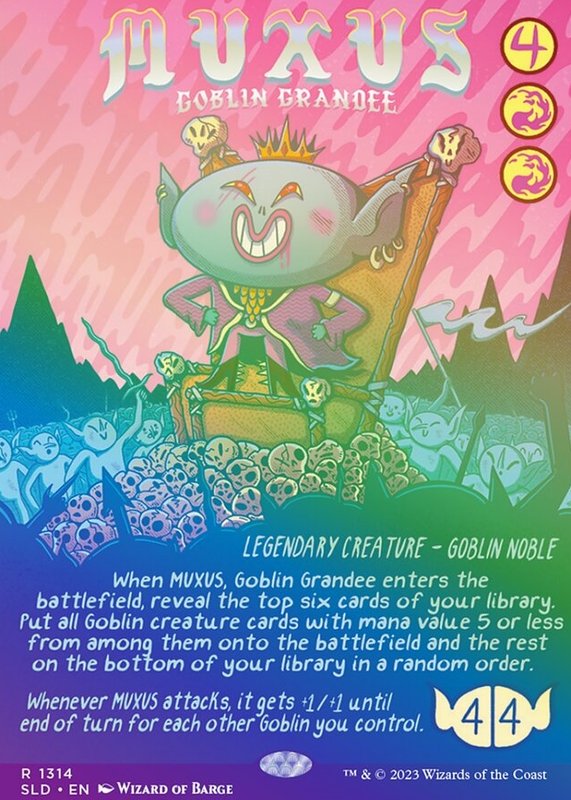 MUXUS
GOBLIN GRANDEE
4
LEGENDARY CREATURE – GOBLIN NOBLE
When MUXUS, Goblin Grandee enters the
battlefield, reveal the top six cards of your library.
Put all Goblin creature cards with mana value 5 or less
from among them onto the battlefield and the rest
on the bottom of your library in a random order.
Whenever MUXUS attacks, it gets +1/+1 until
end of turn for each other Goblin you control.
4 4
R 1314
SLD • EN WIZARD OF BARGE
™ & © 2023 Wizards of the Coast